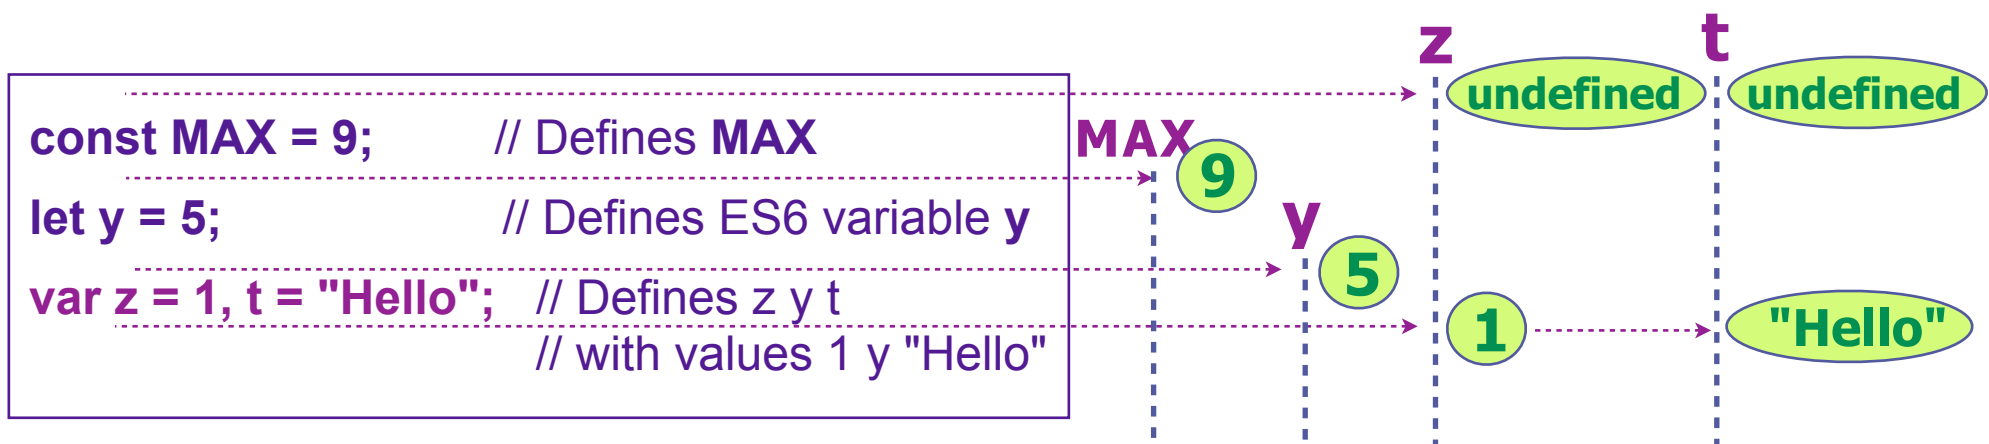 z t
undefined undefined
const MAX = 9; // Defines MAX
MAX
9
let y = 5; // Defines ES6 variable y
y
5
var z = 1, t = "Hello"; // Defines z y t
1 "Hello"
// with values 1 y "Hello"